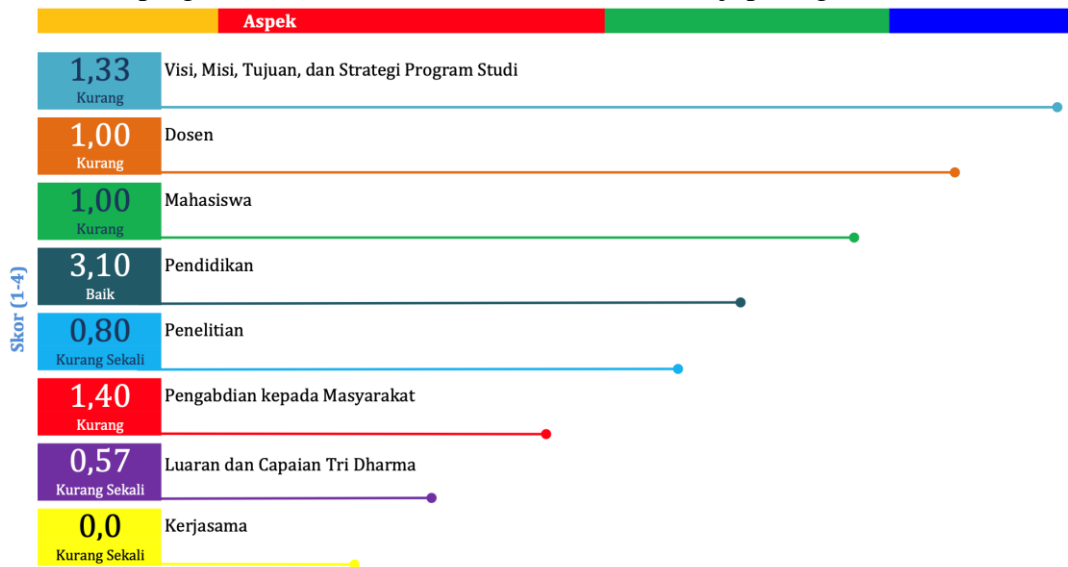 Aspek
1,33
Kurang
Visi, Misi, Tujuan, dan Strategi Program Studi
1,00
Kurang
Dosen
1,00
Kurang
Mahasiswa
3,10
Baik
Pendidikan
0,80
Kurang Sekali
Penelitian
1,40
Kurang
Pengabdian kepada Masyarakat
0,57
Kurang Sekali
Luaran dan Capaian Tri Dharma
0,0
Kurang Sekali
Kerjasama
Skor (1-4)